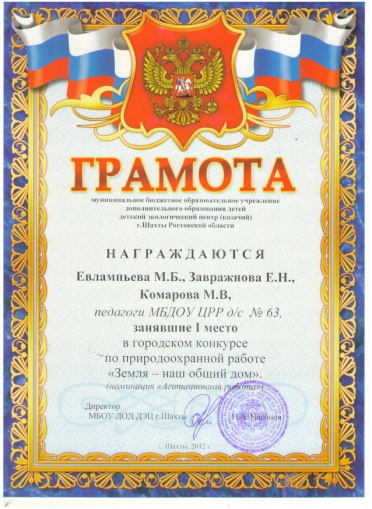 ГРАМОТА
муниципальное бюджетное образовательное учреждение
дополнительного образования детей
детский экологический центр (казачий)
г.Шахты Ростовской области
НАГРАЖДАЮТСЯ
Евлампьева М.Б., Завражнова Е.Н.,
Комарова М.В,
педагоги МБДОУ ЦРР д/с № 63,
занявшие I место
в городском конкурсе
по природоохранной работе
«Земля – наш общий дом».
(номинация «Агитационная работа»)
Директор
МБОУ ДОД ДЭЦ г.Шахты
г. Шахты, 2012 г.